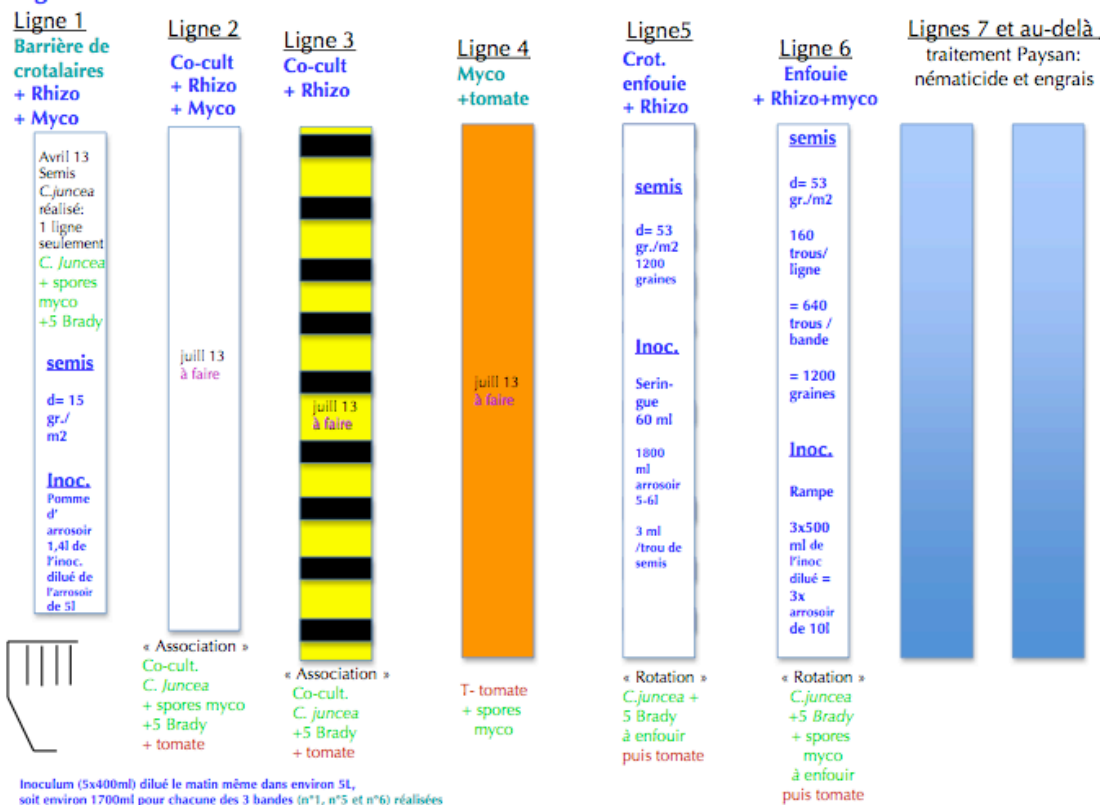 Ligne 1
Barrière de
crotalaires
+ Rhizo
+ Myco
Avril 13
Semis
C.juncea
réalisé:
1 ligne
seulement
C. Juncea
+ spores
myco
+5 Brady
semis
d= 15
gr./
m2
Inoc.
Pomme
d'
arrosoir
1,4l de
l'inoc.
dilué de
l'arrosoir
de 5l
Ligne 2
Co-cult
+ Rhizo
+ Myco
juill 13
à faire
« Association »
Co-cult.
C. Juncea
+ spores myco
+5 Brady
+ tomate
Ligne 3
Co-cult
+ Rhizo
juill 13
à faire
« Association »
Co-cult.
C. juncea
+5 Brady
+ tomate
Ligne 4
Myco
+tomate
juill 13
à faire
T- tomate
+ spores
myco
Ligne5
Crot.
enfouie
+ Rhizo
semis
d= 53
gr./m2
1200
graines
Inoc.
Serin-
gue
60 ml
1800
ml
arrosoir
5-6l
3 ml
/trou de
semis
« Rotation »
C.juncea +
5 Brady
à enfouir
puis tomate
Ligne 6
Enfouie
+ Rhizo+myco
semis
d= 53
gr./m2
160
trous/
ligne
= 640
trous /
bande
= 1200
graines
Inoc.
Rampe
3x500
ml de
l'inoc
dilué =
3x
arrosoir
de 10l
« Rotation »
C.juncea
+5 Brady
+ spores
myco
à enfouir
puis tomate
Lignes 7 et au-delà
traitement Paysan:
nématicide et engrais
Inoculum (5x400ml) dilué le matin même dans environ 5L,
soit environ 1700ml pour chacune des 3 bandes (n°1, n°5 et n°6) réalisées